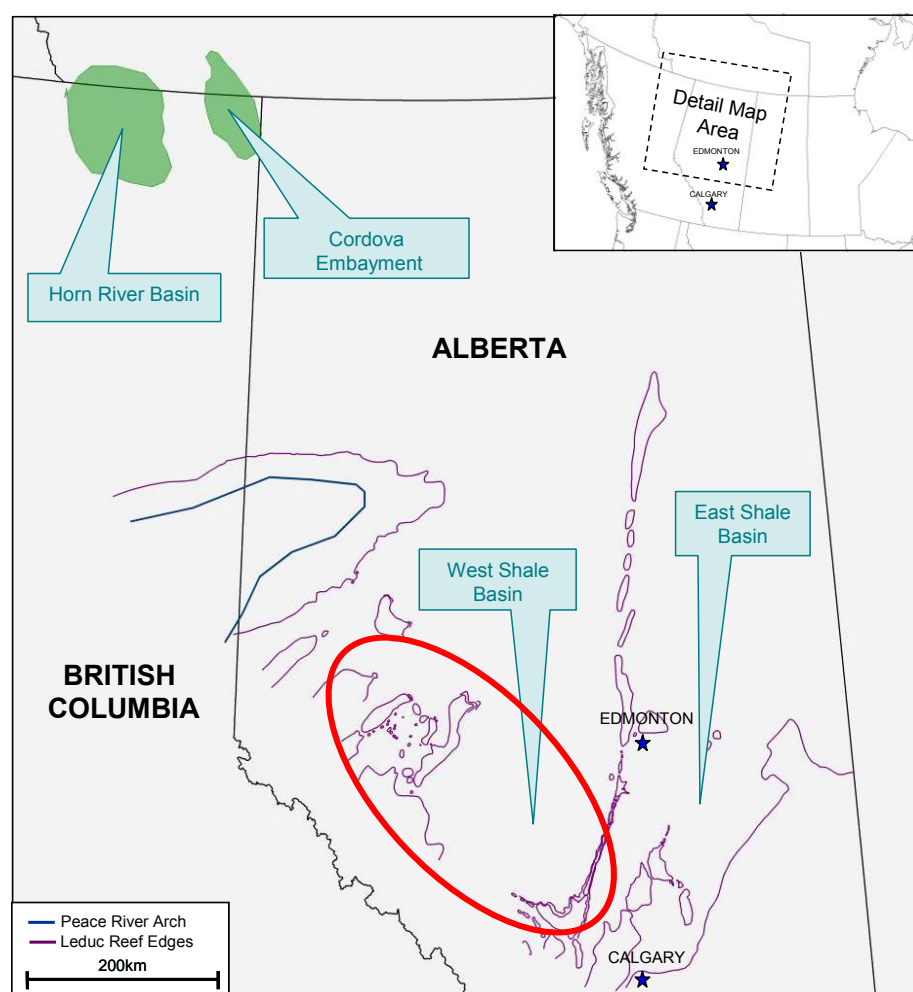 Detail Map
Area
EDMONTON
CALGARY
Cordova
Embayment
Horn River Basin
ALBERTA
East Shale
Basin
West Shale
Basin
BRITISH
COLUMBIA
EDMONTON
Peace River Arch
Leduc Reef Edges
200km
CALGARY